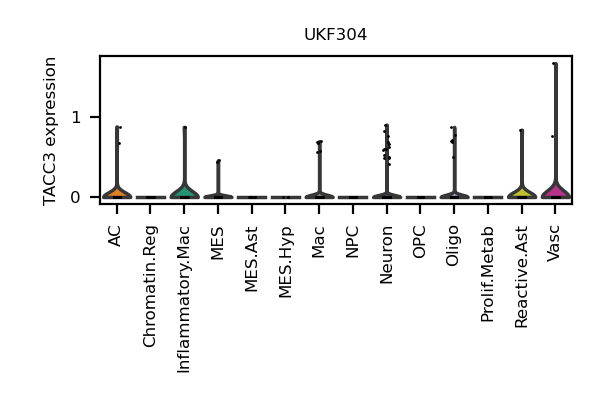 UKF304
TACC3 expression
1
0
AC
Chromatin.Reg
Inflammatory.Mac
MES
MES.Ast
MES.Hyp
Mac
NPC
Neuron
OPC
Oligo
Prolif.Metab
Reactive.Ast
Vasc